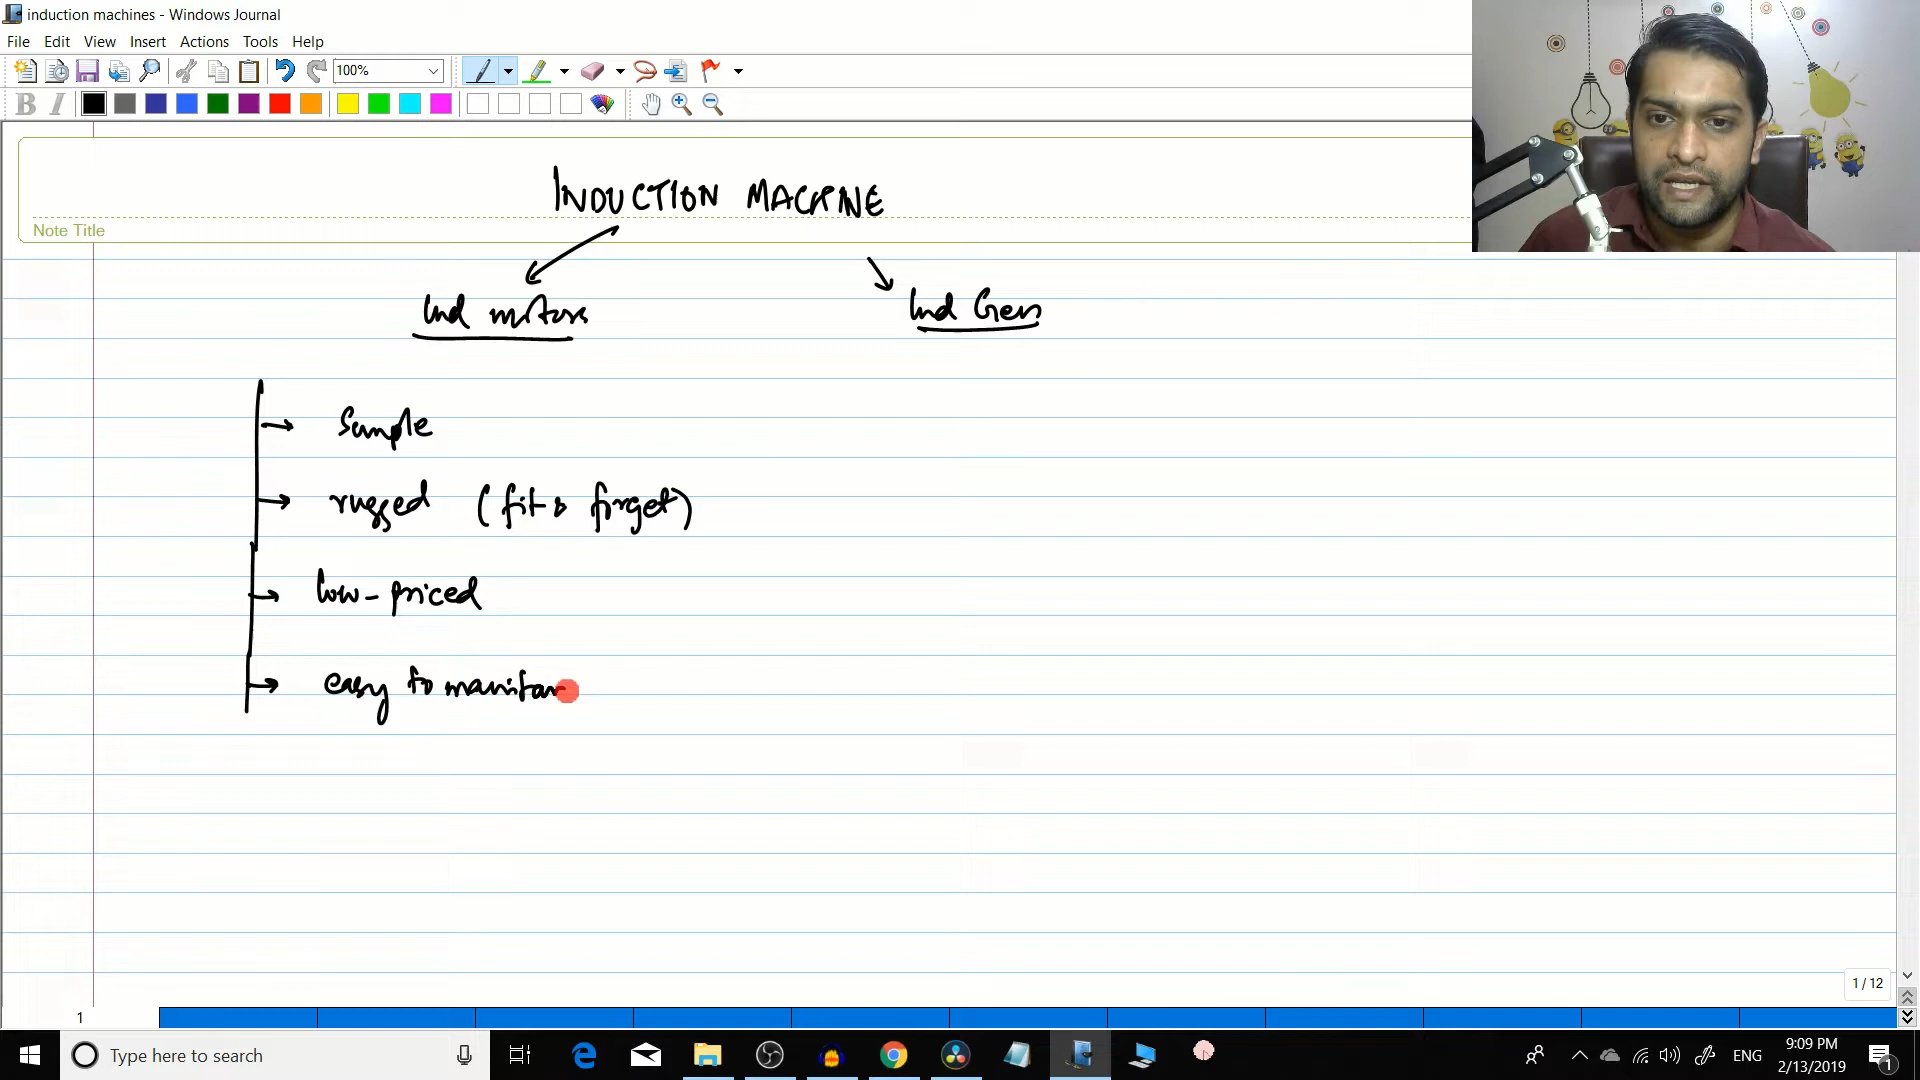 induction machines - Windows Journal
File Edit View Insert Actions Tools Help
100%
B I
INDUCTION MACHINE
Note Title
Ind motors
Ind Gen
Simple
rugged (fit & forget)
low-priced
easy to
1 / 12
1
Type here to search
ENG
9:09 PM
2/13/2019
1